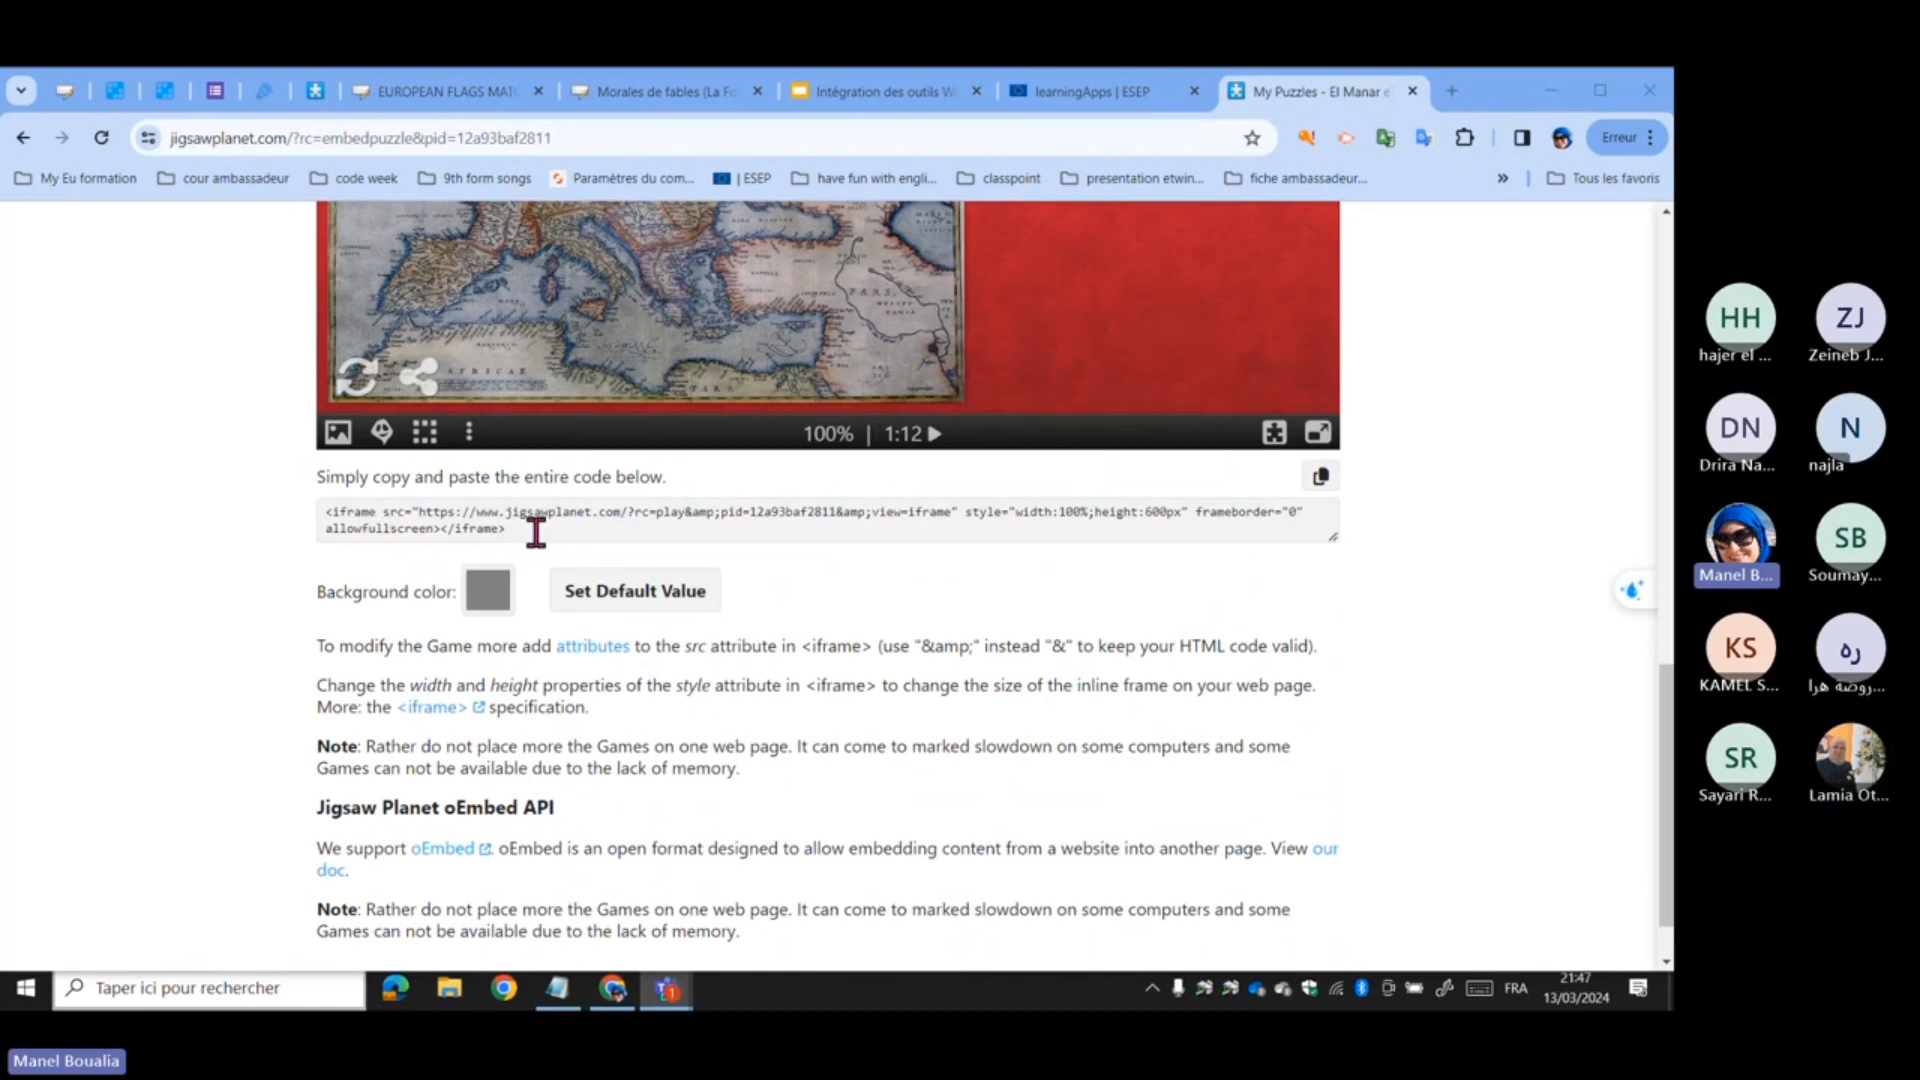 EUROPEAN FLAGS MAT
Morales de fables (La Fo
Intégration des outils W
learningApps | ESEP
My Puzzles - El Manar e
jigsawplanet.com/?rc=embedpuzzle&pid=12a93baf2811
Erreur
My Eu formation
cour ambassadeur
code week
9th form songs
Paramètres du com...
| ESEP
have fun with engli...
classpoint
presentation etwin...
fiche ambassadeur...
»
Tous les favoris
AFRICAE
PARS
100% | 1:12
Simply copy and paste the entire code below.
<iframe src="https://www.jigsawplanet.com/?rc=play&amp;pid=12a93baf2811&amp;view=iframe" style="width:100%;height:600px" frameborder="0"
allowfullscreen></iframe>
Background color:
Set Default Value
To modify the Game more add attributes to the src attribute in <iframe> (use "&amp;" instead "&" to keep your HTML code valid).
Change the width and height properties of the style attribute in <iframe> to change the size of the inline frame on your web page.
More: the <iframe> specification.
Note: Rather do not place more the Games on one web page. It can come to marked slowdown on some computers and some
Games can not be available due to the lack of memory.
Jigsaw Planet oEmbed API
We support oEmbed. oEmbed is an open format designed to allow embedding content from a website into another page. View our
doc.
Note: Rather do not place more the Games on one web page. It can come to marked slowdown on some computers and some
Games can not be available due to the lack of memory.
HH
hajer el ...
ZJ
Zeineb J...
DN
Drira Na...
N
najla
Manel B...
SB
Soumay...
KS
KAMEL S...
ره
روضه هرا...
SR
Sayari R...
Lamia Ot...
Taper ici pour rechercher
1
FRA
21:47
13/03/2024
Manel Boualia